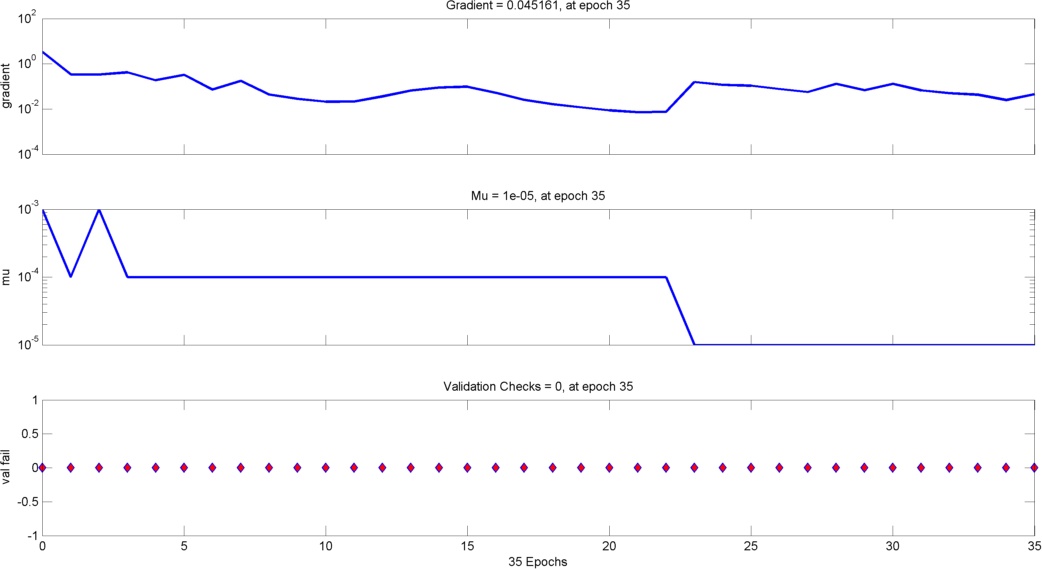 Gradient = 0.045161, at epoch 35
10^2
10^0
10^-2
10^-4
gradient
Mu = 1e-05, at epoch 35
10^-3
10^-4
10^-5
mu
Validation Checks = 0, at epoch 35
1
0.5
0
-0.5
-1
val fail
0 5 10 15 20 25 30 35
35 Epochs